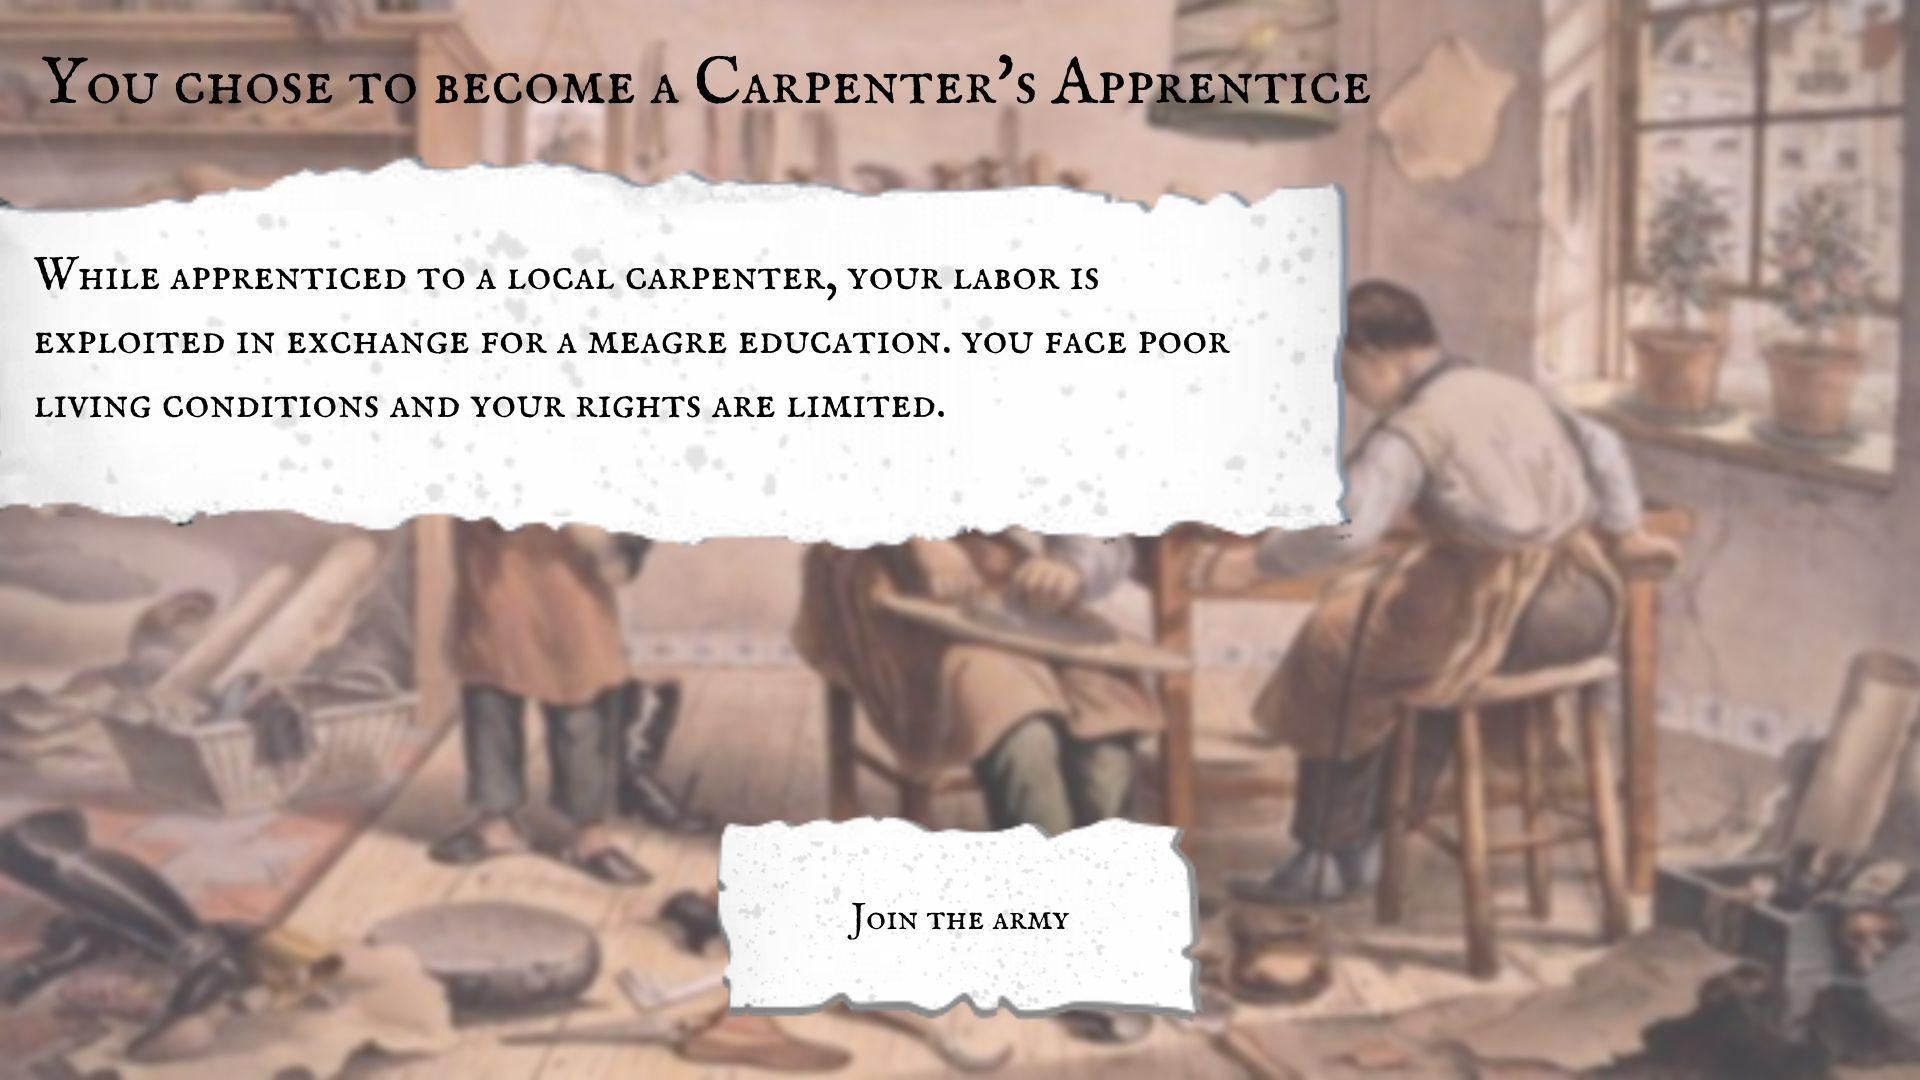 You chose to become a Carpenter's Apprentice
While apprenticed to a local carpenter, your labor is
exploited in exchange for a meagre education. you face poor
living conditions and your rights are limited.
Join the army